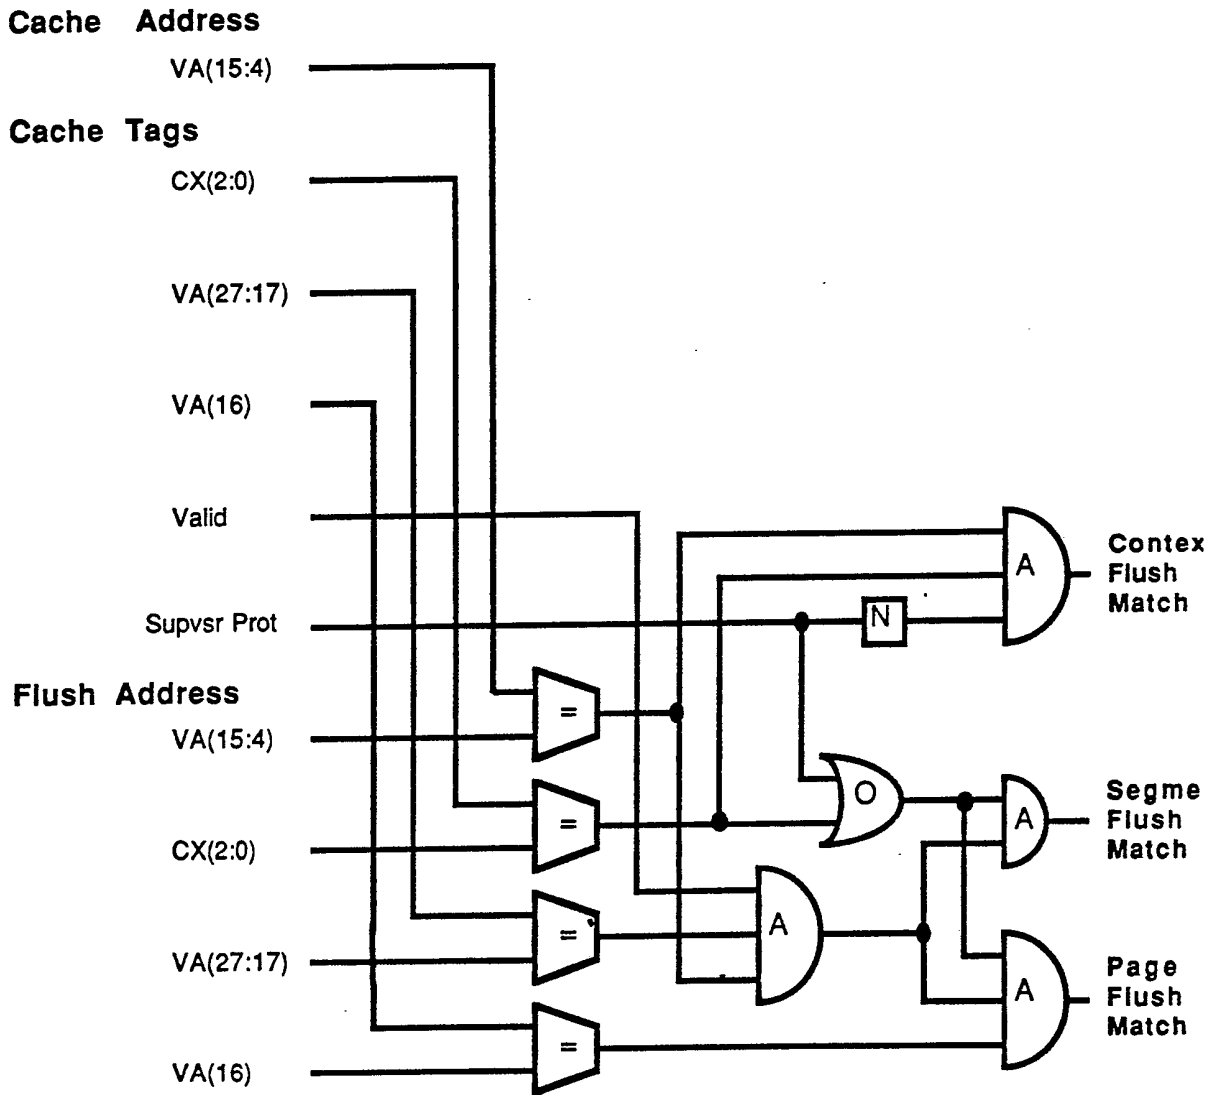 Cache Address
VA(15:4)
Cache Tags
CX(2:0)
VA(27:17)
VA(16)
Valid
Supvsr Prot
Flush Address
VA(15:4)
CX(2:0)
VA(27:17)
VA(16)
=
=
=
=
N
O
A
A
A
A
Contex
Flush
Match
Segme
Flush
Match
Page
Flush
Match